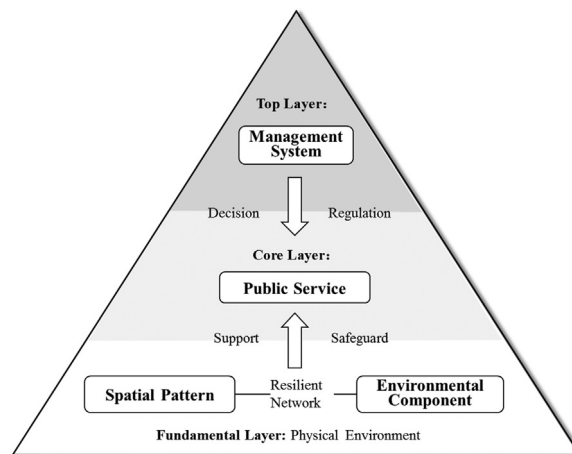 Top Layer:
Management
System
Decision Regulation
Core Layer:
Public Service
Support Safeguard
Spatial Pattern
Resilient
Network
Environmental
Component
Fundamental Layer: Physical Environment